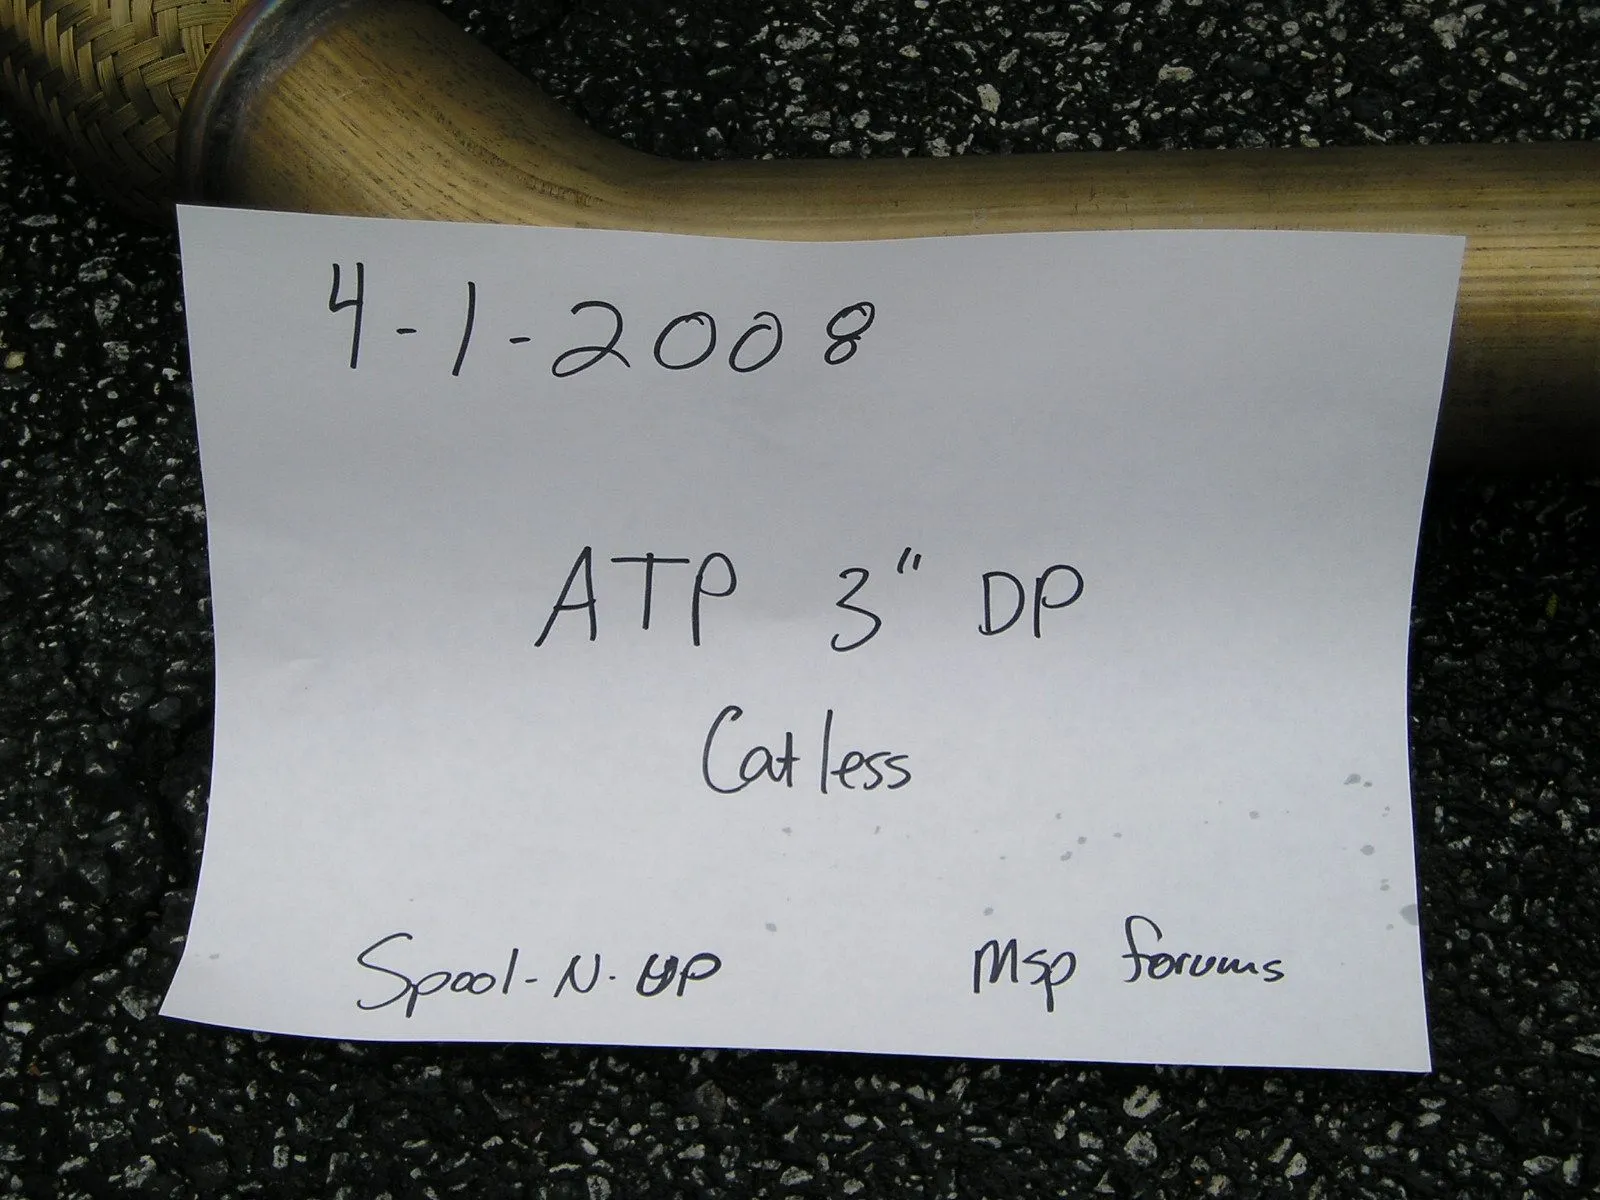 4-1-2008
ATP 3" DP
Catless
Spool-N-UP msp forums